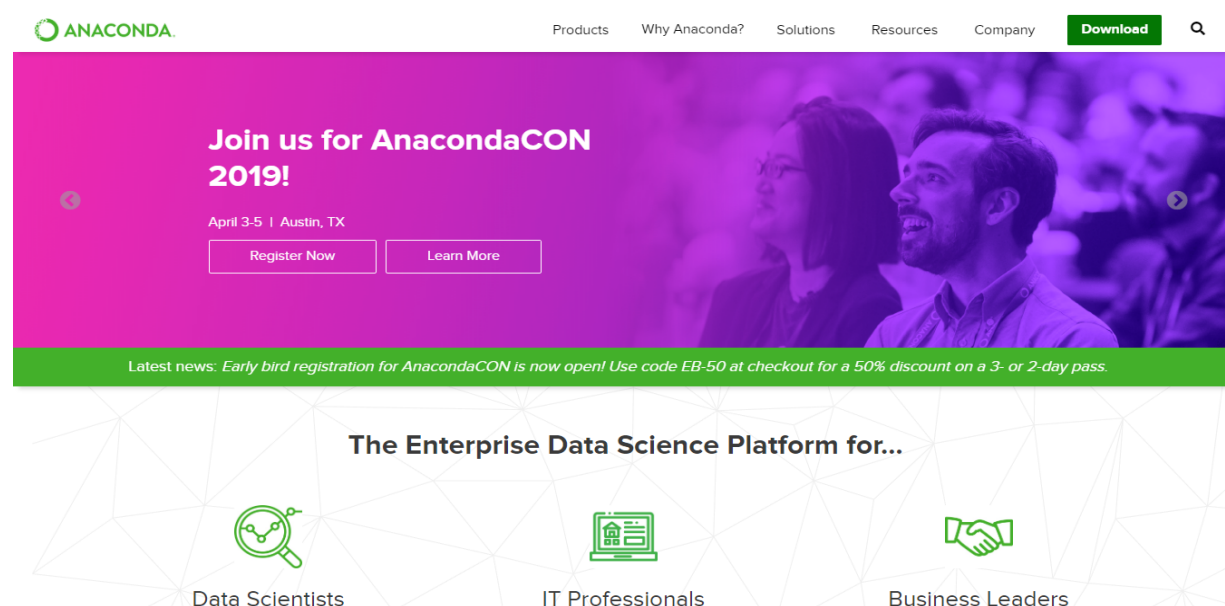 ANACONDA.
Products Why Anaconda? Solutions Resources Company Download
Join us for AnacondaCON
2019!
April 3-5 | Austin, TX
Register Now Learn More
Latest news: Early bird registration for AnacondaCON is now open! Use code EB-50 at checkout for a 50% discount on a 3- or 2-day pass.
The Enterprise Data Science Platform for...
Data Scientists IT Professionals Business Leaders